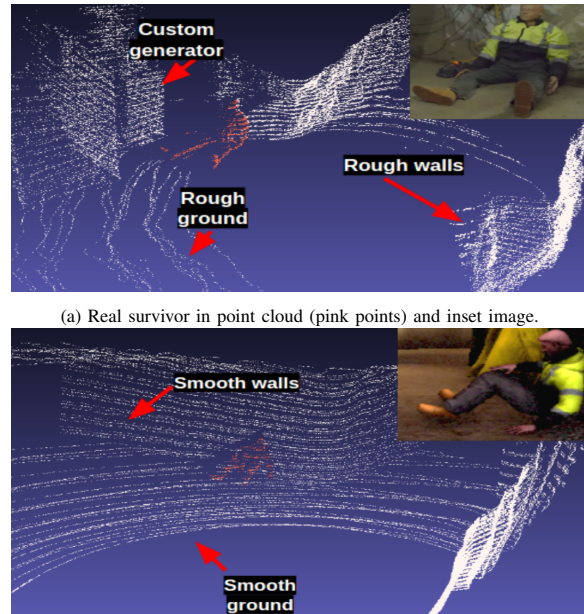 Custom
generator
Rough walls
Rough
ground
(a) Real survivor in point cloud (pink points) and inset image.
Smooth walls
Smooth
ground